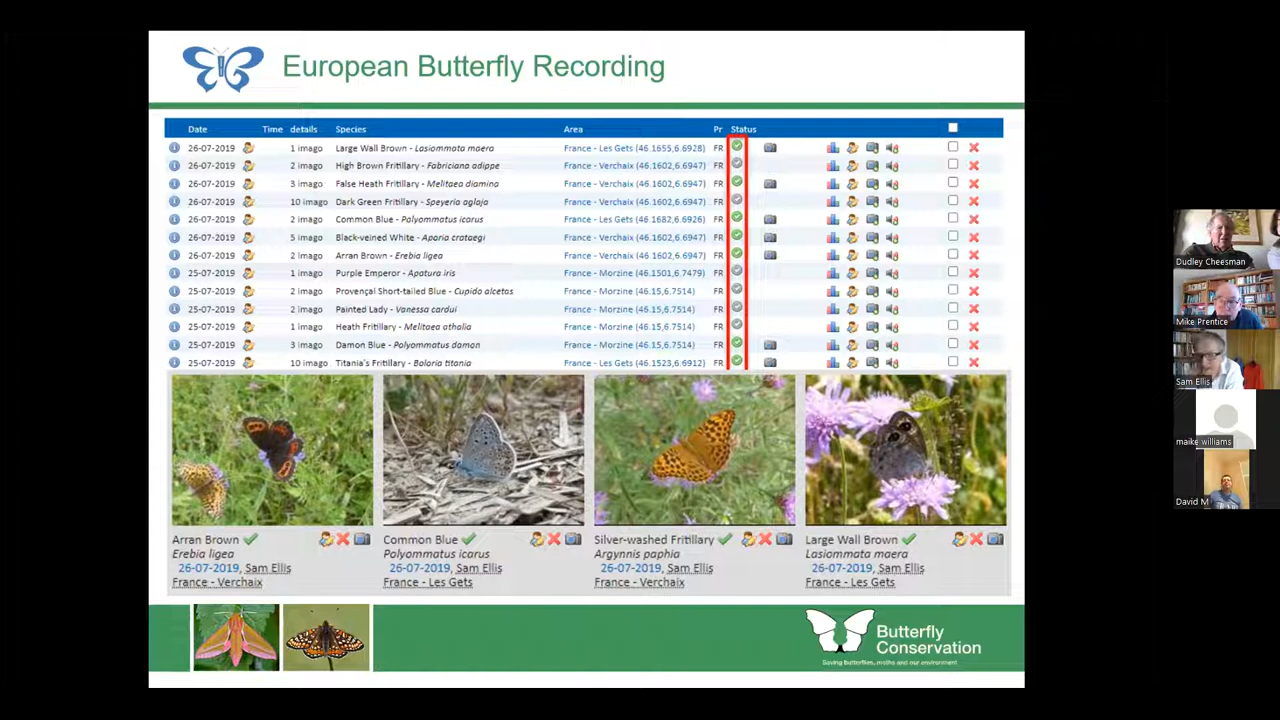 European Butterfly Recording
Date Time details Species Area Pr Status
26-07-2019 1 imago Large Wall Brown - Lasiommata maera France - Les Gets (46.1655,6.6928) FR
26-07-2019 2 imago High Brown Fritillary - Fabriciana adippe France - Verchaix (46.1602,6.6947) FR
26-07-2019 3 imago False Heath Fritillary - Melitaea diamina France - Verchaix (46.1602,6.6947) FR
26-07-2019 10 imago Dark Green Fritillary - Speyeria aglaja France - Verchaix (46.1602,6.6947) FR
26-07-2019 2 imago Common Blue - Polyommatus icarus France - Les Gets (46.1682,6.6926) FR
26-07-2019 5 imago Black-veined White - Aporia crataegi France - Verchaix (46.1602,6.6947) FR
26-07-2019 2 imago Arran Brown - Erebia ligea France - Verchaix (46.1602,6.6947) FR
25-07-2019 1 imago Purple Emperor - Apatura iris France - Morzine (46.1501,6.7479) FR
25-07-2019 2 imago Provençal Short-tailed Blue - Cupido alcetas France - Morzine (46.15,6.7514) FR
25-07-2019 2 imago Painted Lady - Vanessa cardui France - Morzine (46.15,6.7514) FR
25-07-2019 1 imago Heath Fritillary - Melitaea athalia France - Morzine (46.15,6.7514) FR
25-07-2019 3 imago Damon Blue - Polyommatus damon France - Morzine (46.15,6.7514) FR
25-07-2019 10 imago Titania's Fritillary - Boloria titania France - Les Gets (46.1523,6.6912) FR
Arran Brown
Erebia ligea
26-07-2019, Sam Ellis
France - Verchaix
Common Blue
Polyommatus icarus
26-07-2019, Sam Ellis
France - Les Gets
Silver-washed Fritillary
Argynnis paphia
26-07-2019, Sam Ellis
France - Verchaix
Large Wall Brown
Lasiommata maera
26-07-2019, Sam Ellis
France - Les Gets
Butterfly
Conservation
Saving butterflies, moths and our environment
Dudley Cheesman
Mike Prentice
Sam Ellis
maike williams
David M